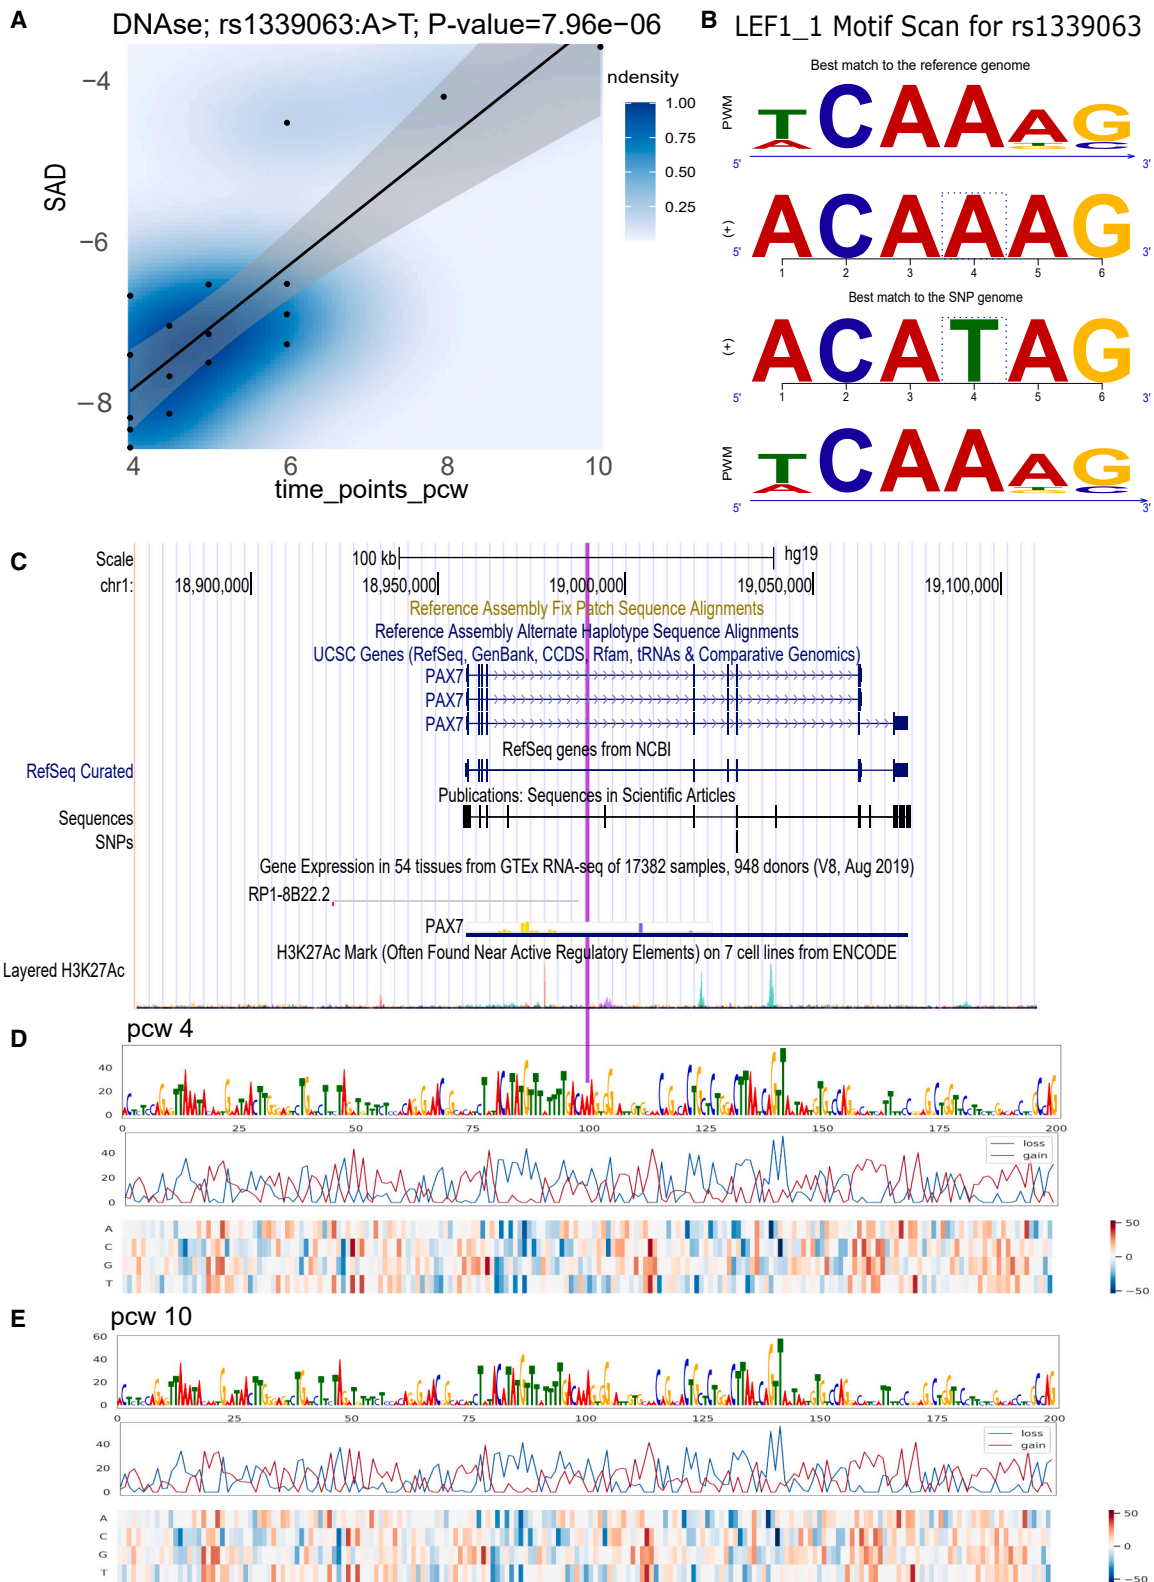 A
DNAse; rs1339063:A>T; P-value=7.96e−06
SAD
−4
−6
−8
4 6 8 10
time_points_pcw
ndensity
1.00
0.75
0.50
0.25
B
LEF1_1 Motif Scan for rs1339063
Best match to the reference genome
PWM
TCAAAG
5' 3'
(+)
ACAAAG
5' 3'
1 2 3 4 5 6
Best match to the SNP genome
(+)
ACATAG
5' 3'
1 2 3 4 5 6
PWM
TCAAAG
5' 3'
C
Scale 100 kb hg19
chr1: 18,900,000 18,950,000 19,000,000 19,050,000 19,100,000
Reference Assembly Fix Patch Sequence Alignments
Reference Assembly Alternate Haplotype Sequence Alignments
UCSC Genes (RefSeq, GenBank, CCDS, Rfam, tRNAs & Comparative Genomics)
PAX7
PAX7
PAX7
RefSeq genes from NCBI
RefSeq Curated
Publications: Sequences in Scientific Articles
Sequences
SNPs
Gene Expression in 54 tissues from GTEx RNA-seq of 17382 samples, 948 donors (V8, Aug 2019)
RP1-8B22.2
PAX7
H3K27Ac Mark (Often Found Near Active Regulatory Elements) on 7 cell lines from ENCODE
Layered H3K27Ac
D
pcw 4
40
20
0
0 25 50 75 100 125 150 175 200
40
20
0
loss
gain
A
C
G
T
50
0
−50
E
pcw 10
60
40
20
0
0 25 50 75 100 125 150 175 200
40
20
0
loss
gain
A
C
G
T
50
0
−50